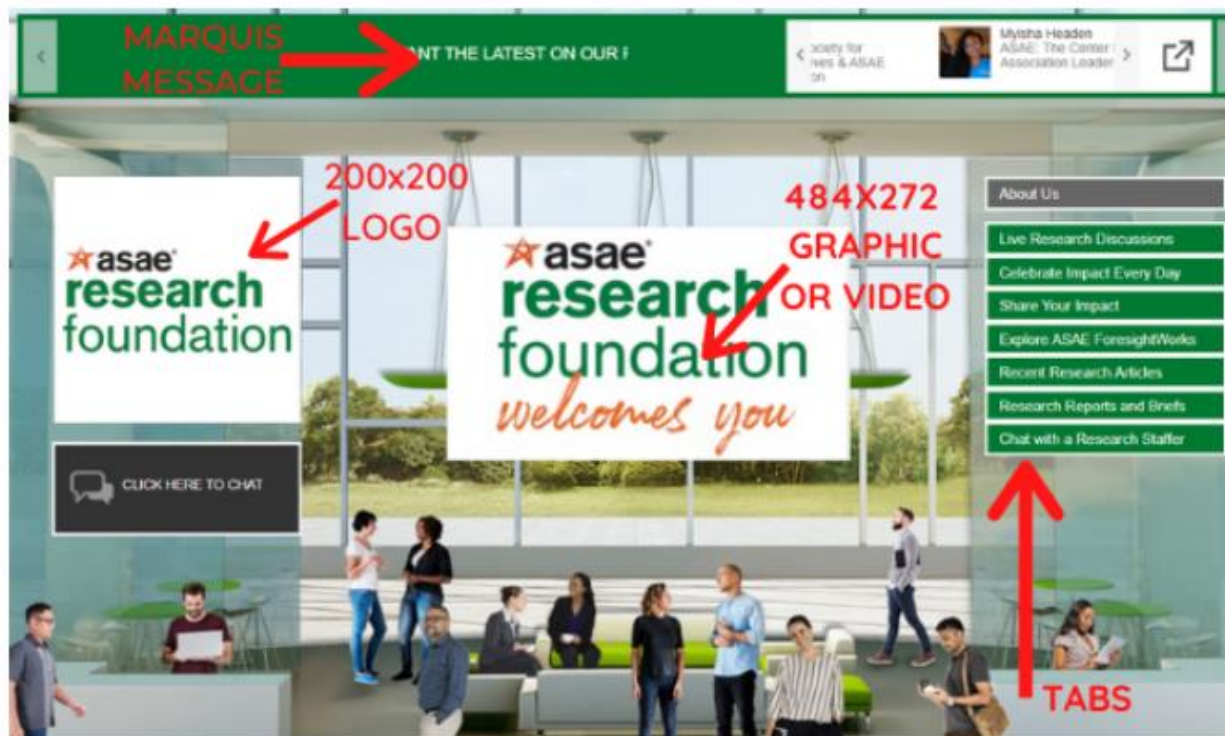 MARQUIS
MESSAGE
ANT THE LATEST ON OUR
ociety for
ves & ASAE
on
Myisha Headen
ASAE: The Center
Association Leader
200x200
LOGO
asae
research
foundation
CLICK HERE TO CHAT
484X272
GRAPHIC
OR VIDEO
asae
research
foundation
welcomes you
About Us
Live Research Discussions
Celebrate Impact Every Day
Share Your Impact
Explore ASAE ForesightWorks
Recent Research Articles
Research Reports and Briefs
Chat with a Research Staffer
TABS